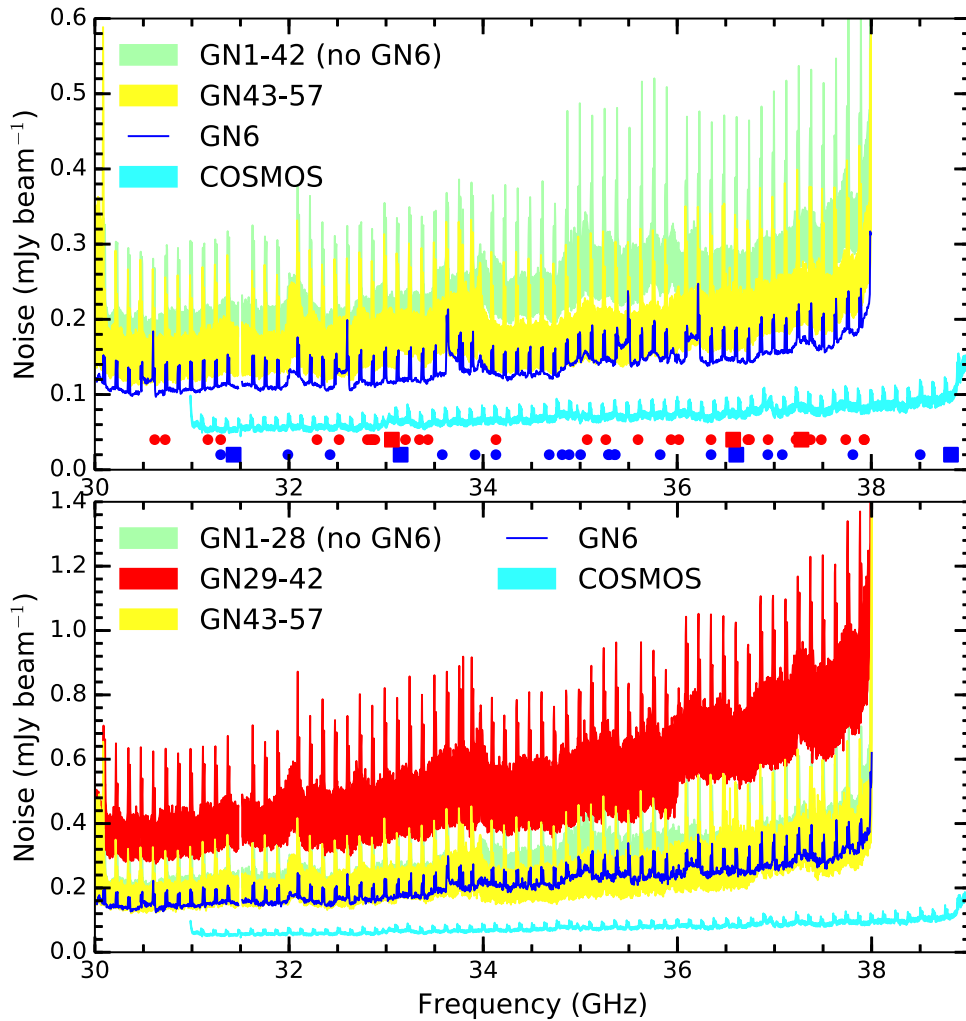 0.6
0.5
0.4
0.3
0.2
0.1
0.0
Noise (mJy beam⁻¹)
GN1-42 (no GN6)
GN43-57
GN6
COSMOS
30 32 34 36 38
1.4
1.2
1.0
0.8
0.6
0.4
0.2
0.0
Noise (mJy beam⁻¹)
GN1-28 (no GN6)
GN29-42
GN43-57
GN6
COSMOS
30 32 34 36 38
Frequency (GHz)